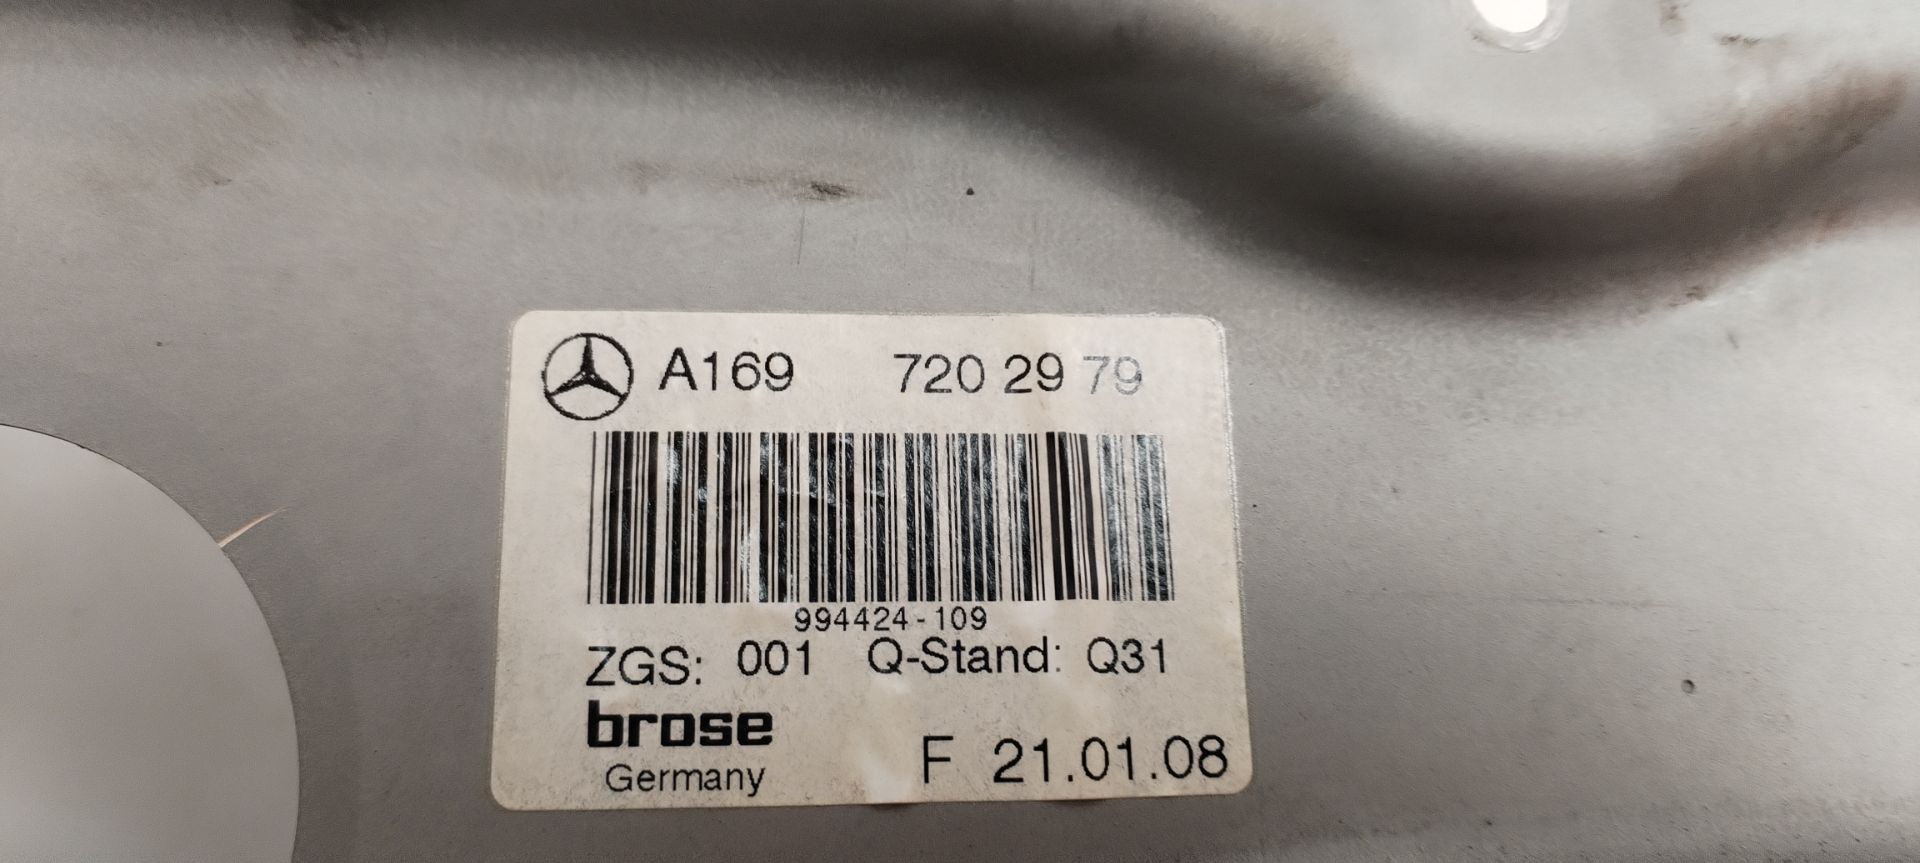 A169 720 29 79
994424-109
ZGS: 001 Q-Stand: Q31
brose
Germany
F 21.01.08